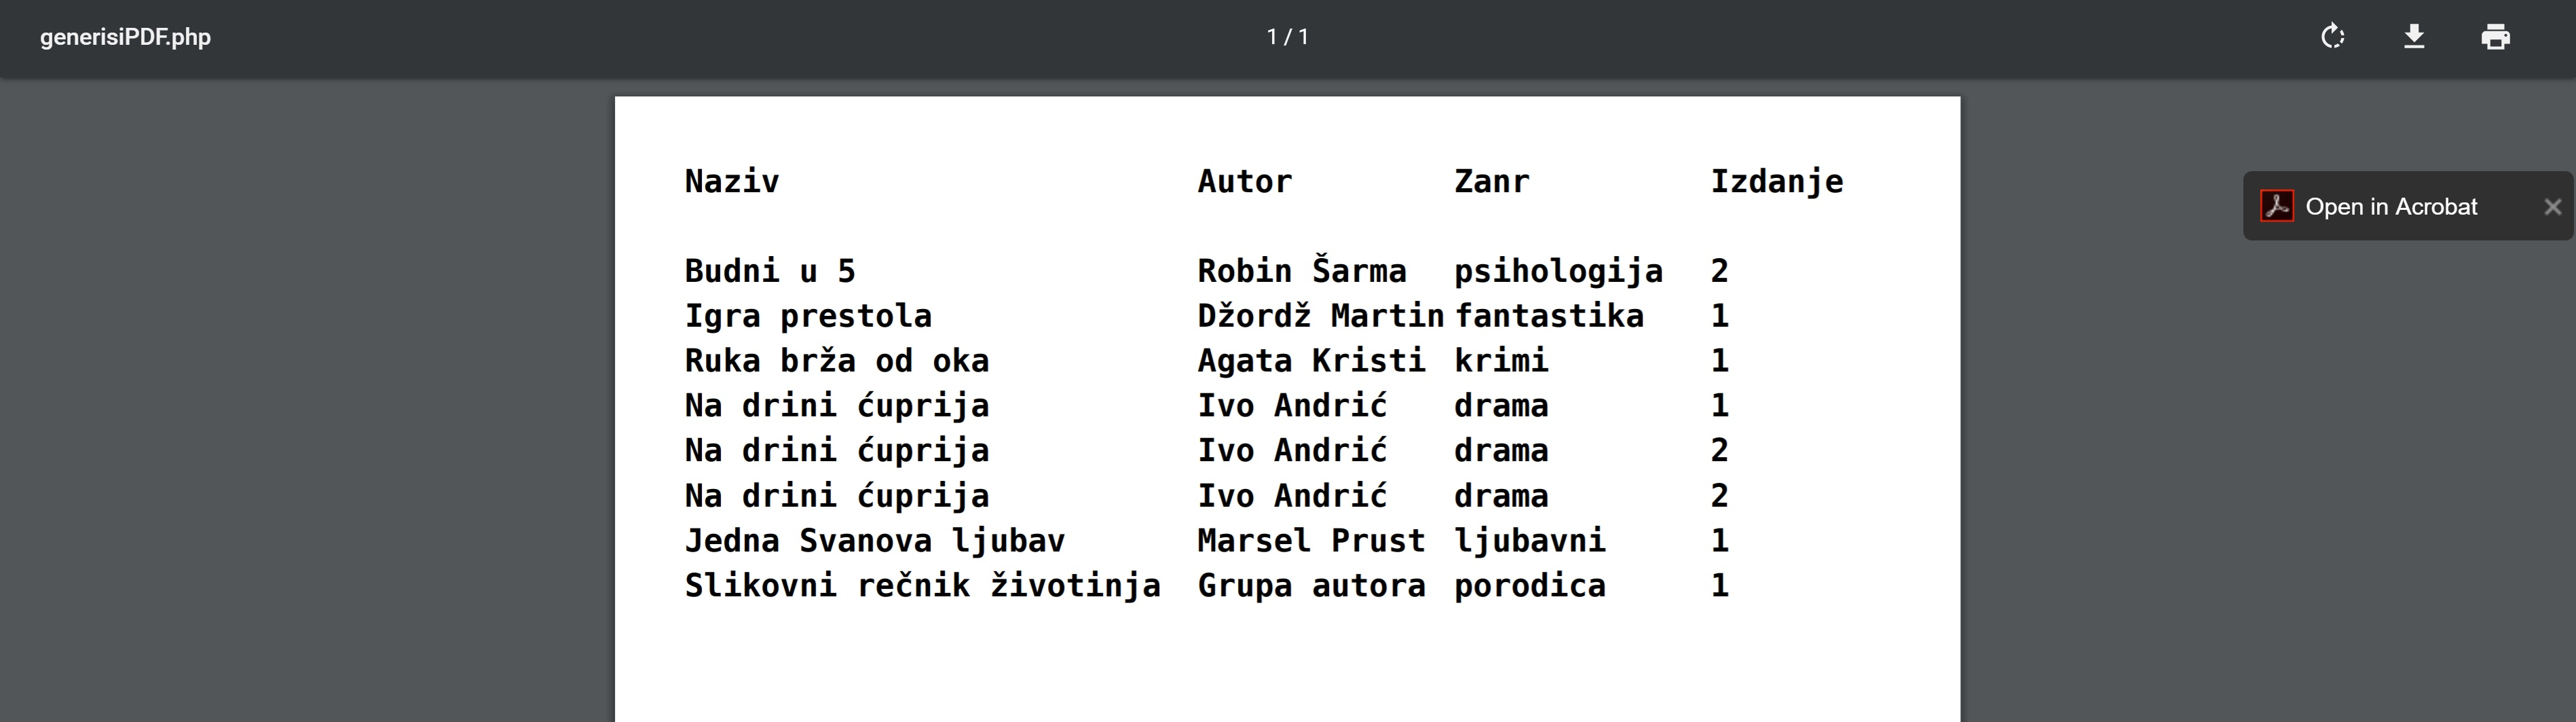 generisiPDF.php 1 / 1
Open in Acrobat
Naziv Autor Zanr Izdanje
Budni u 5 Robin Šarma psihologija 2
Igra prestola Džordž Martin fantastika 1
Ruka brža od oka Agata Kristi krimi 1
Na drini ćuprija Ivo Andrić drama 1
Na drini ćuprija Ivo Andrić drama 2
Na drini ćuprija Ivo Andrić drama 2
Jedna Svanova ljubav Marsel Prust ljubavni 1
Slikovni rečnik životinja Grupa autora porodica 1